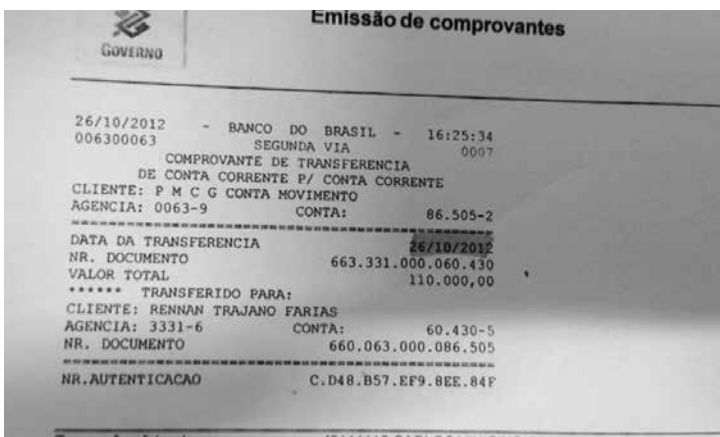 Emissão de comprovantes
GOVERNO
26/10/2012 - BANCO DO BRASIL - 16:25:34
006300063 SEGUNDA VIA 0007
COMPROVANTE DE TRANSFERENCIA
DE CONTA CORRENTE P/ CONTA CORRENTE
CLIENTE: P M C G CONTA MOVIMENTO
AGENCIA: 0063-9 CONTA: 86.505-2
DATA DA TRANSFERENCIA 26/10/2012
NR. DOCUMENTO 663.331.000.060.430
VALOR TOTAL 110.000,00
****** TRANSFERIDO PARA:
CLIENTE: RENNAN TRAJANO FARIAS
AGENCIA: 3331-6 CONTA: 60.430-5
NR. DOCUMENTO 660.063.000.086.505
NR.AUTENTICACAO C.D48.B57.EF9.8EE.84F